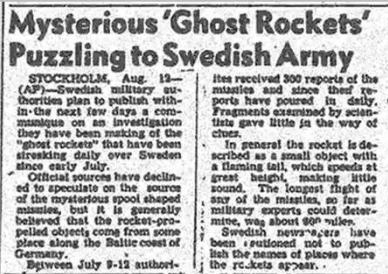 Mysterious 'Ghost Rockets'
Puzzling to Swedish Army
STOCKHOLM, Aug. 12—
(AP)—Swedish military au-
thorities plan to publish with-
in the next few days a com-
munique on an investigation
they have been making of the
"ghost rockets" that have been
streaking daily over Sweden
since early July.
Official sources have declin-
ed to speculate on the source
of the mysterious spool shaped
missiles, but it is generally
believed that the rocket-pro-
pelled objects come from some
place along the Baltic coast of
Germany.
Between July 9-12 authori-
ites received 300 reports of the
missiles and since then re-
ports have poured in daily.
Fragments examined by scien-
tists gave little in the way of
clues.
In general the rocket is de-
scribed as a small object with
a flaming tail, which speeds at
great height, making little
sound. The longest flight of
any of the missiles, so far as
military experts could deter-
mine, was about miles.
Swedish newspapers have
been cautioned not to pub-
lish the names of places where
the rockets appear.